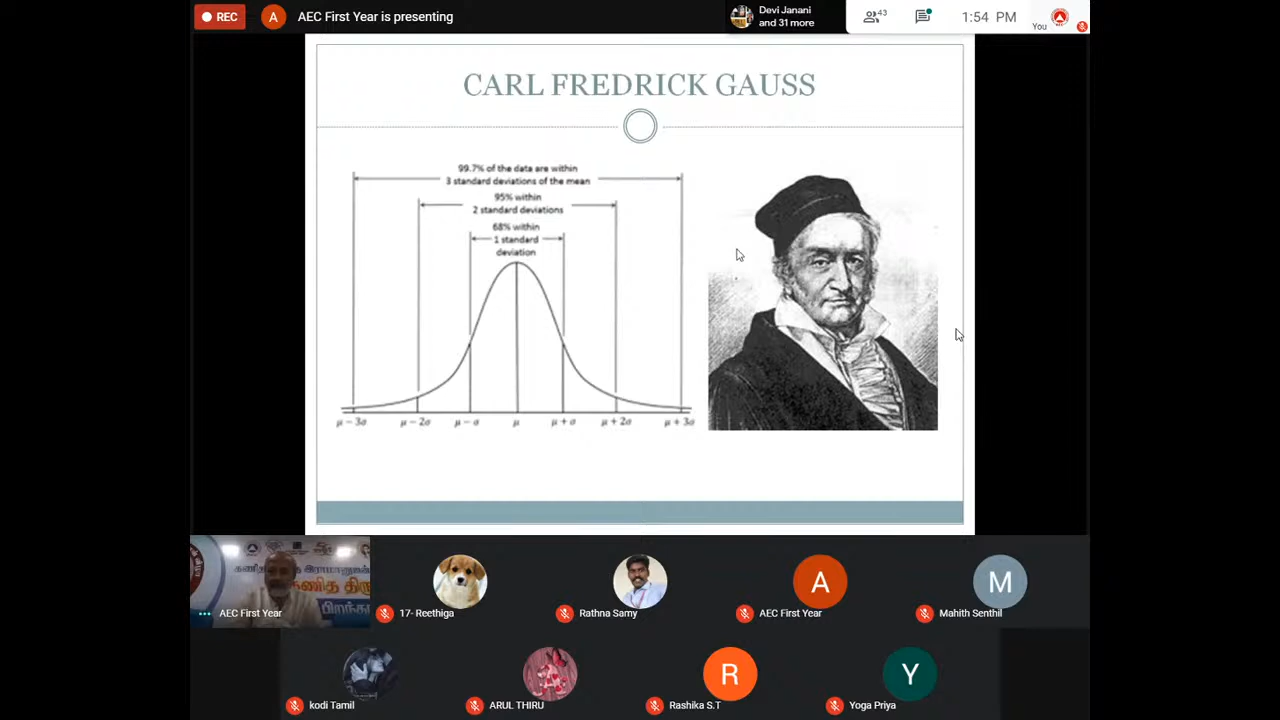 REC
A
AEC First Year is presenting
Devi Janani
and 31 more
43
1:54 PM
You
CARL FREDRICK GAUSS
99.7% of the data are within
3 standard deviations of the mean
95% within
2 standard deviations
68% within
1 standard
deviation
μ − 3σ
μ − 2σ
μ − σ
μ
μ + σ
μ + 2σ
μ + 3σ
கணித
AEC First Year
17- Reethiga
Rathna Samy
A
AEC First Year
M
Mahith Senthil
kodi Tamil
ARUL THIRU
R
Rashika S.T
Y
Yoga Priya